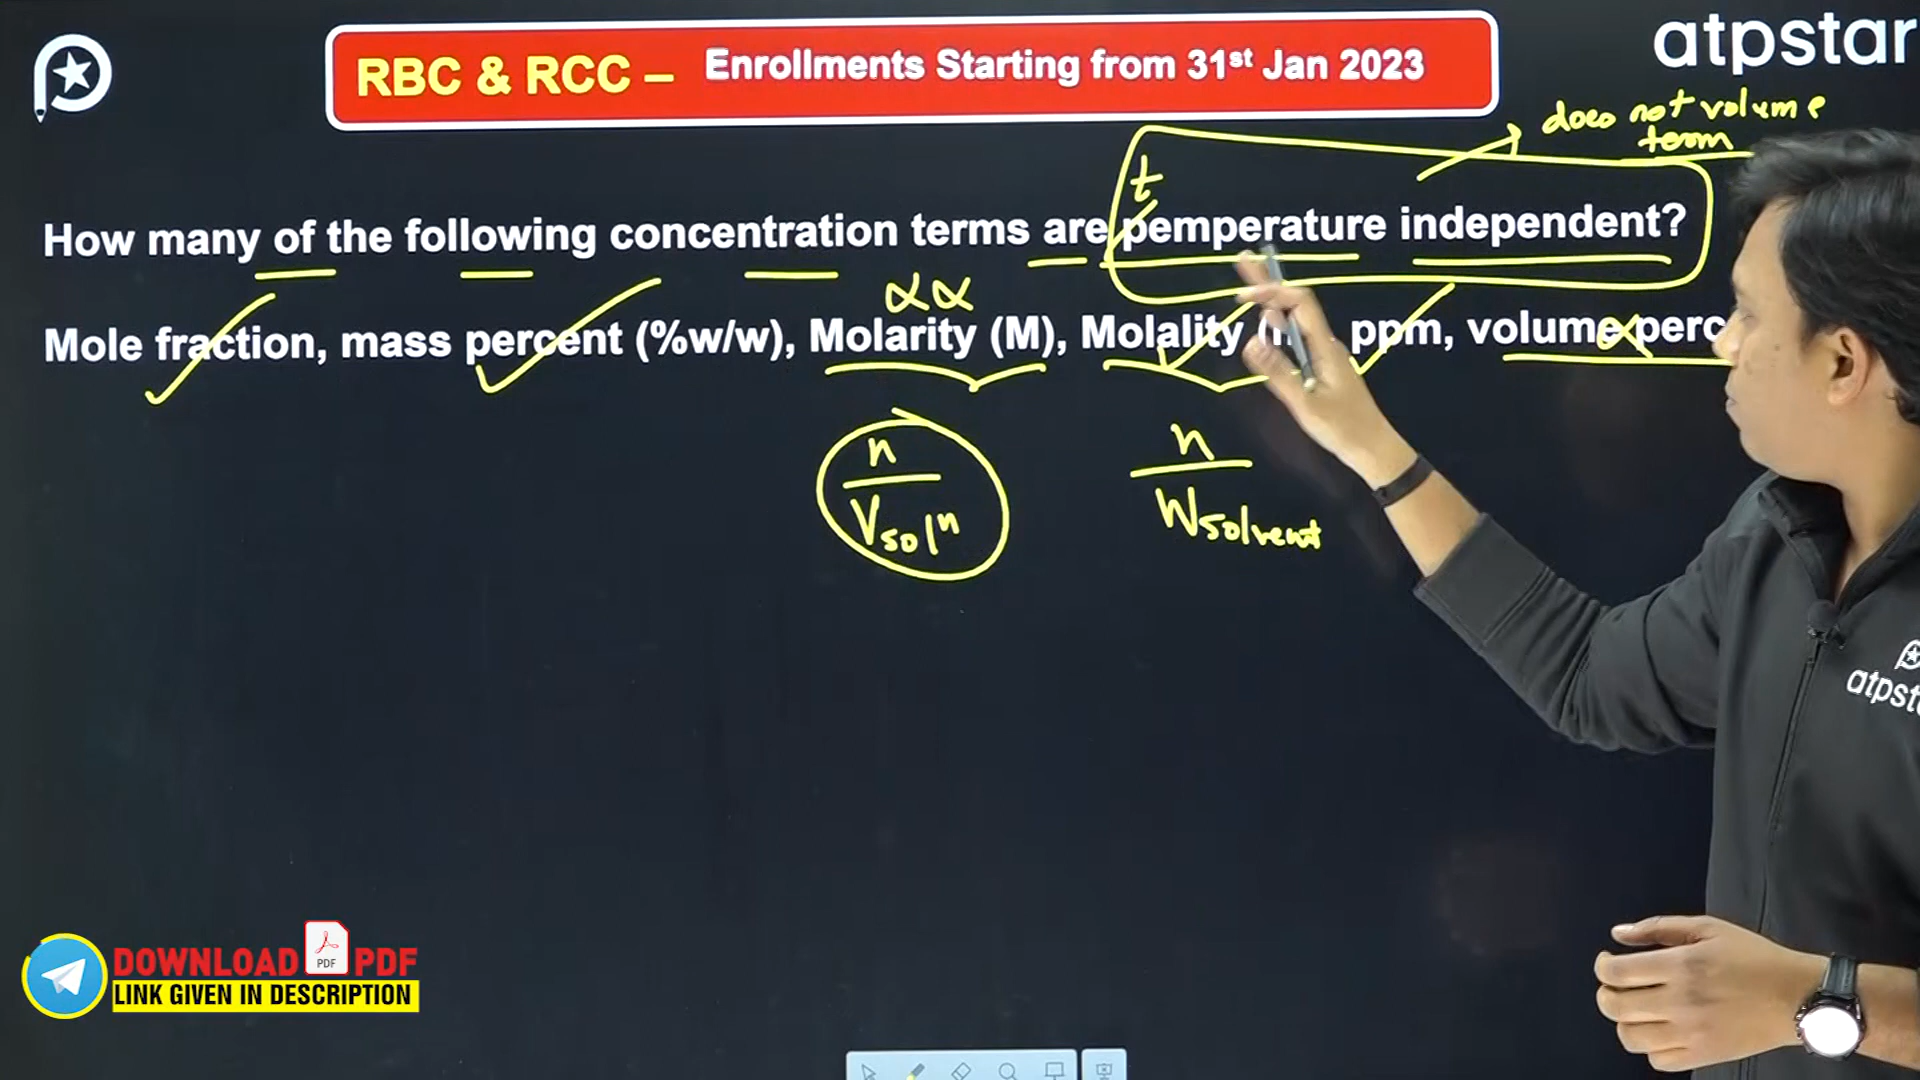 atpstar
RBC & RCC – Enrollments Starting from 31st Jan 2023
does not volume
term
t
How many of the following concentration terms are pemperature independent?
αα
Mole fraction, mass percent (%w/w), Molarity (M), Molality ppm, volume
n
Vsolⁿ
n
Wsolvent
atpst
DOWNLOAD PDF PDF
LINK GIVEN IN DESCRIPTION